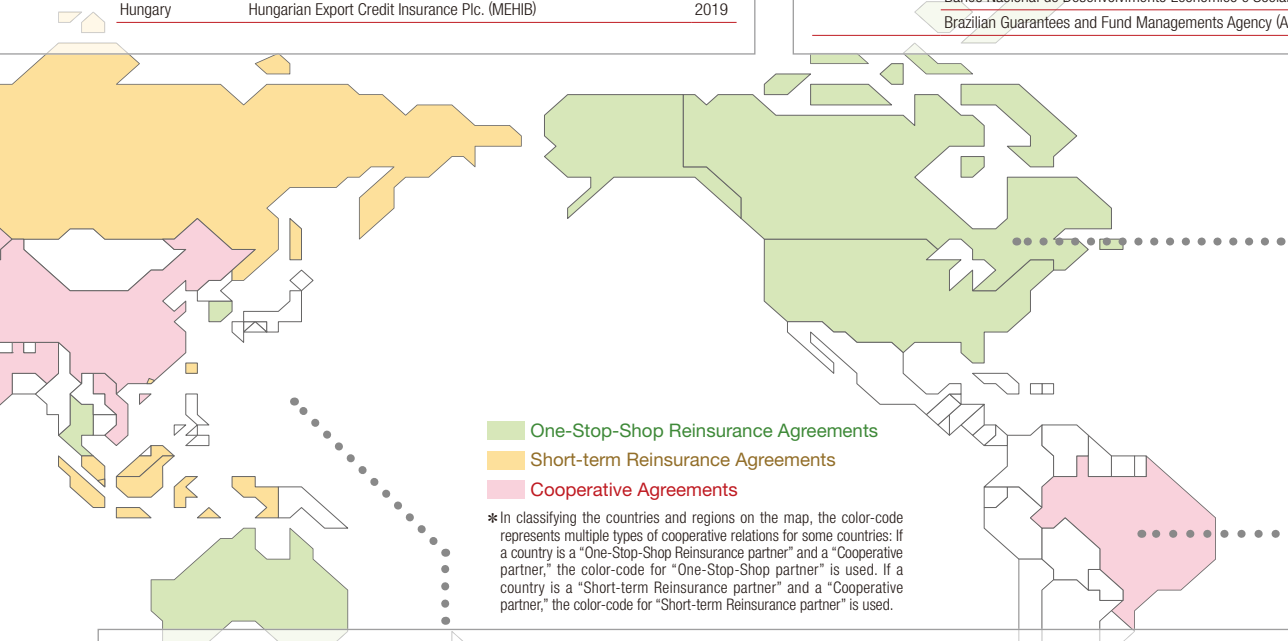 Hungary Hungarian Export Credit Insurance Plc. (MEHIB) 2019
Brazilian Guarantees and Fund Managements Agency (A
One-Stop-Shop Reinsurance Agreements
Short-term Reinsurance Agreements
Cooperative Agreements
✻In classifying the countries and regions on the map, the color-code
represents multiple types of cooperative relations for some countries: If
a country is a “One-Stop-Shop Reinsurance partner” and a “Cooperative
partner,” the color-code for “One-Stop-Shop partner” is used. If a
country is a “Short-term Reinsurance partner” and a “Cooperative
partner,” the color-code for “Short-term Reinsurance partner” is used.